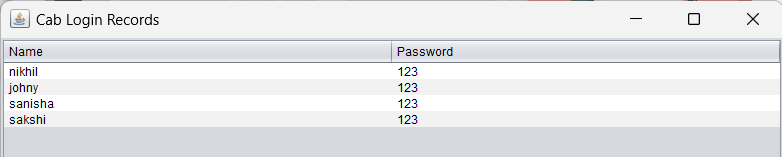 Cab Login Records
Name Password
nikhil 123
johny 123
sanisha 123
sakshi 123